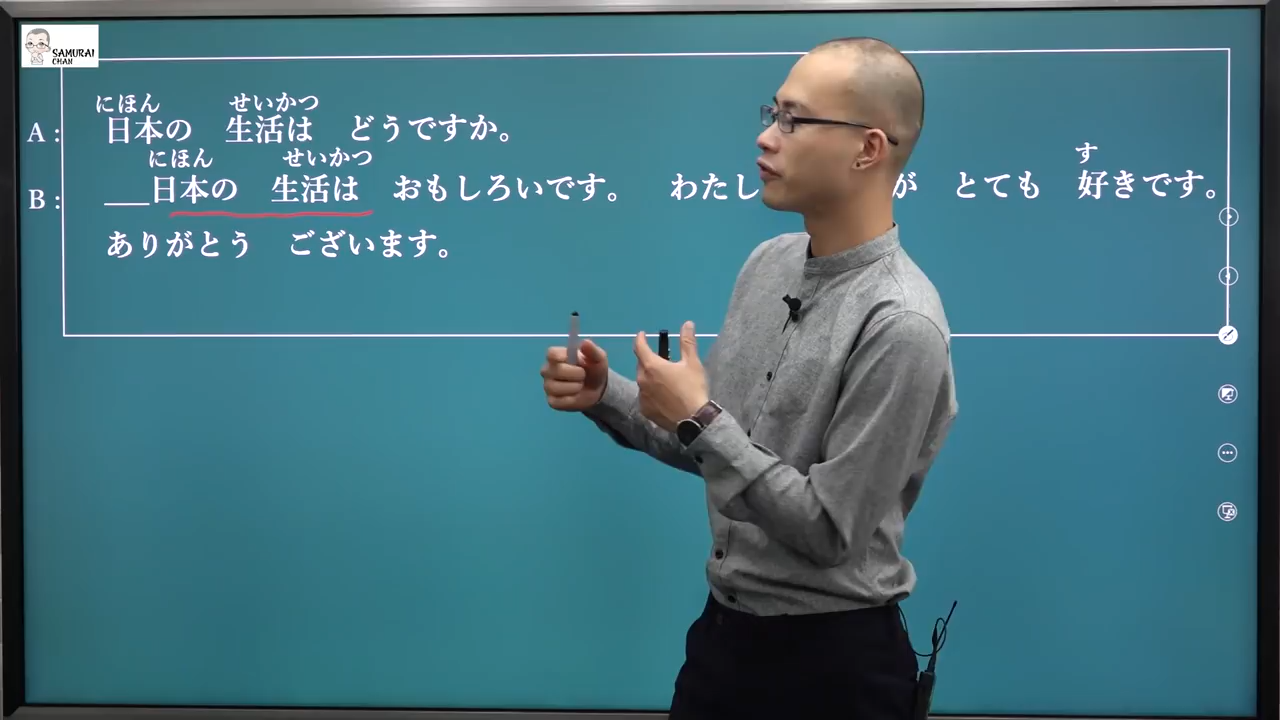 SAMURAI
CHAN
にほん せいかつ
A： 日本の 生活は どうですか。
にほん せいかつ す
B： ___日本の 生活は おもしろいです。 わたし が とても 好きです。
ありがとう ございます。